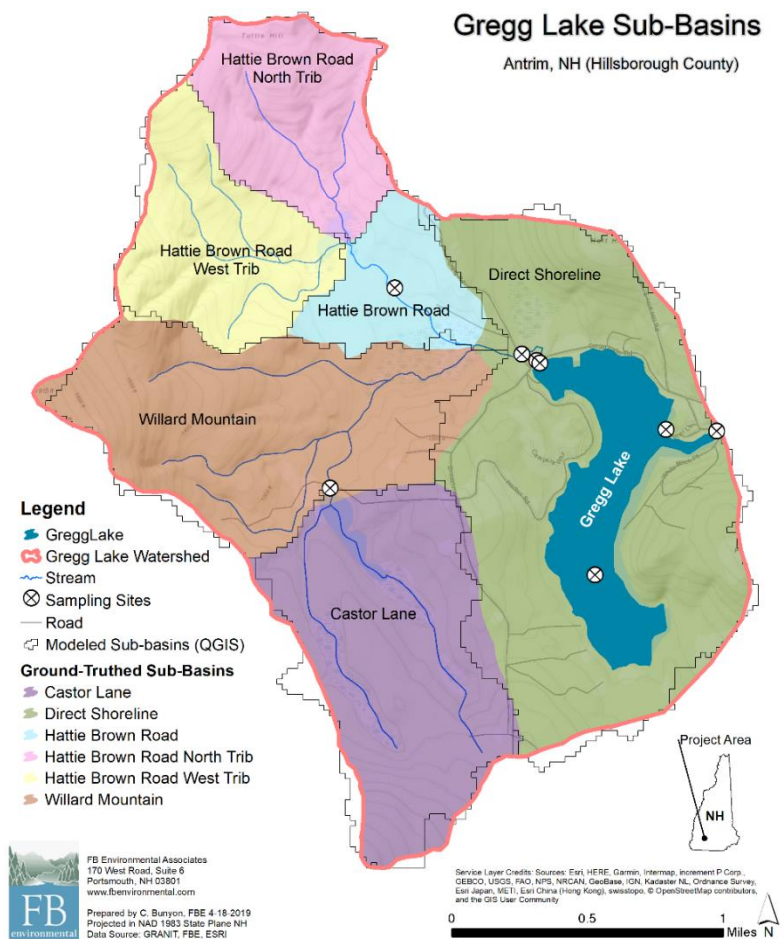 Gregg Lake Sub-Basins
Antrim, NH (Hillsborough County)
Tuttle Hill
Hattie Brown Road
North Trib
Hattie Brown Road
West Trib
Hattie Brown Road
Direct Shoreline
Willard Mountain
Gregg Lake
Castor Lane
Legend
GreggLake
Gregg Lake Watershed
Stream
Sampling Sites
Road
Modeled Sub-basins (QGIS)
Ground-Truthed Sub-Basins
Castor Lane
Direct Shoreline
Hattie Brown Road
Hattie Brown Road North Trib
Hattie Brown Road West Trib
Willard Mountain
Project Area
NH
FB
environmental
FB Environmental Associates
170 West Road, Suite 6
Portsmouth, NH 03801
www.fbenvironmental.com
Prepared by C. Bunyon, FBE 4-18-2019
Projected in NAD 1983 State Plane NH
Data Source: GRANIT, FBE, ESRI
Service Layer Credits: Sources: Esri, HERE, Garmin, Intermap, increment P Corp.,
GEBCO, USGS, FAO, NPS, NRCAN, GeoBase, IGN, Kadaster NL, Ordnance Survey,
Esri Japan, METI, Esri China (Hong Kong), swisstopo, © OpenStreetMap contributors,
and the GIS User Community
0 0.5 1
Miles N